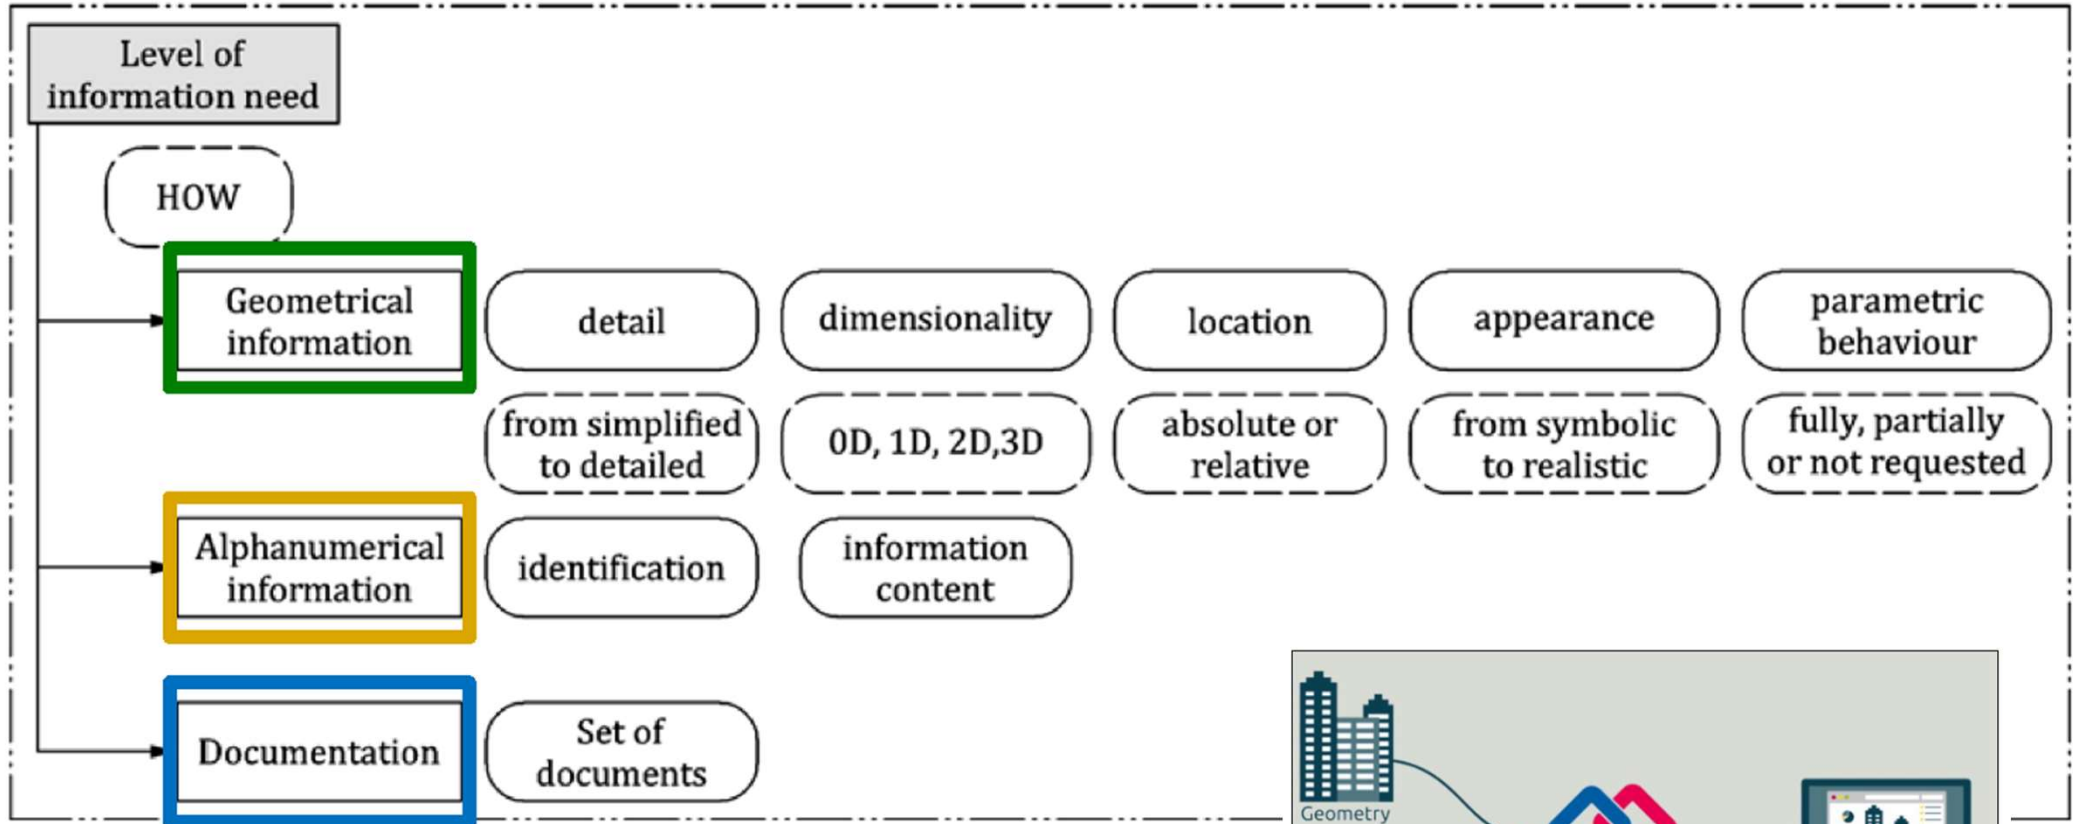 Level of
information need
HOW
Geometrical
information
detail
dimensionality
location
appearance
parametric
behaviour
from simplified
to detailed
0D, 1D, 2D,3D
absolute or
relative
from symbolic
to realistic
fully, partially
or not requested
Alphanumerical
information
identification
information
content
Documentation
Set of
documents
Geometry